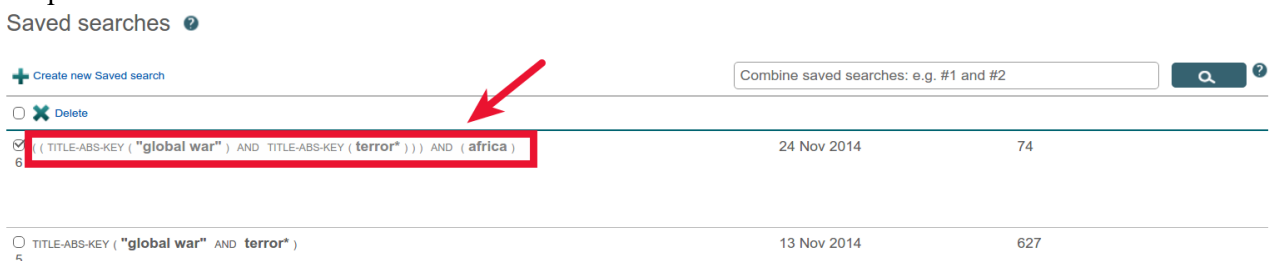 Saved searches ?
Create new Saved search
Combine saved searches: e.g. #1 and #2
?
Delete
( ( TITLE-ABS-KEY ( "global war" ) AND TITLE-ABS-KEY ( terror* ) ) ) AND ( africa ) 24 Nov 2014 74
6
TITLE-ABS-KEY ( "global war" AND terror* ) 13 Nov 2014 627
5